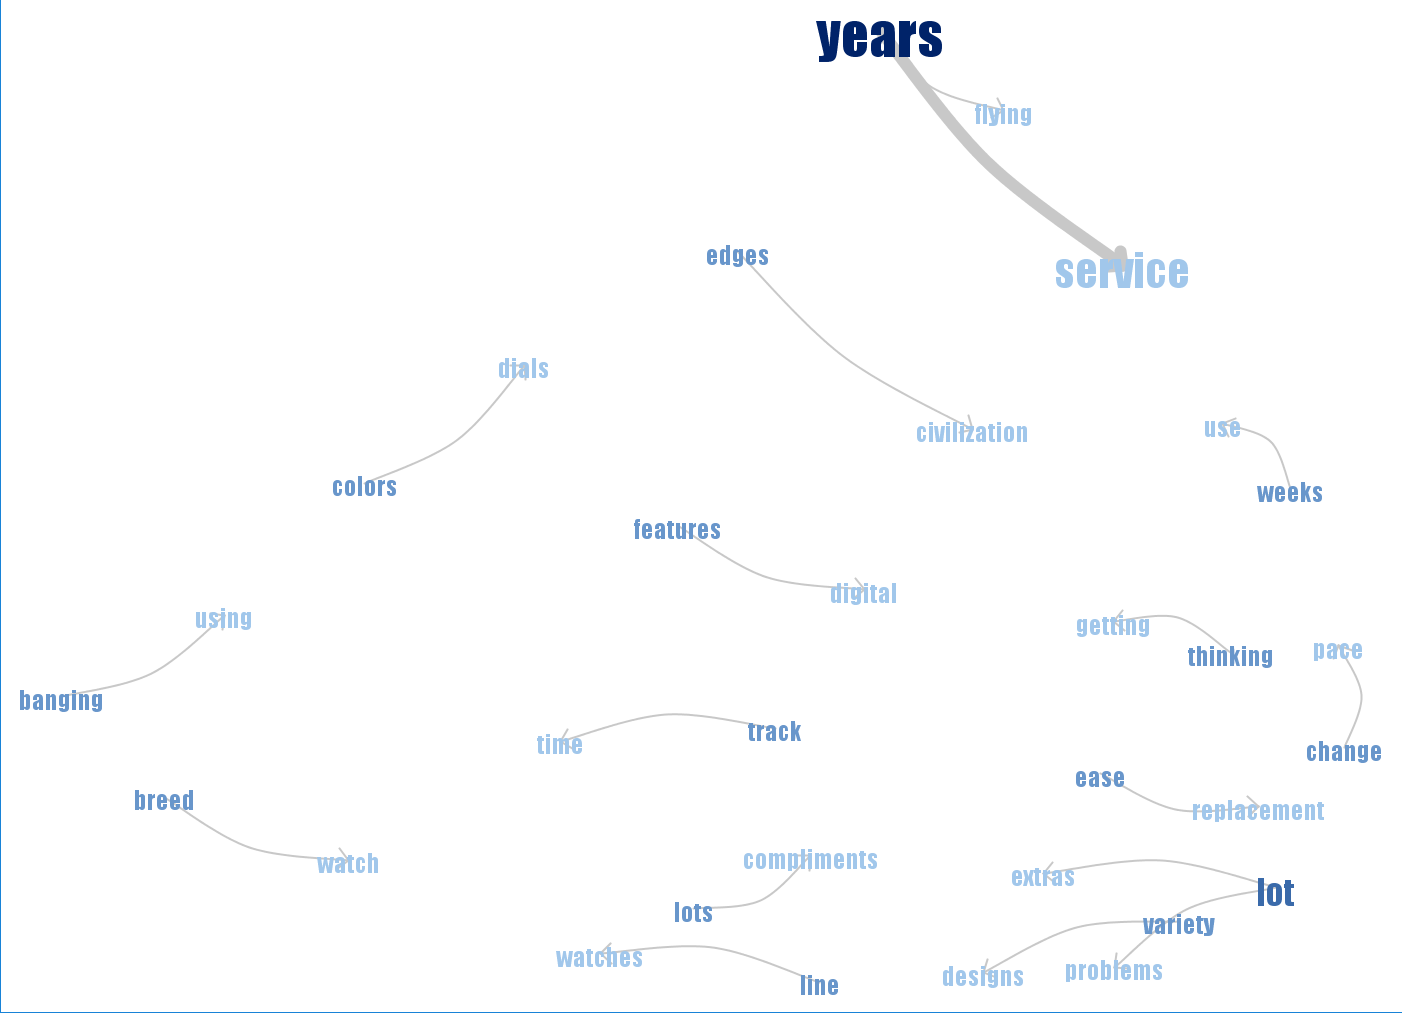 years
flying
edges
service
dials
civilization
use
colors
weeks
features
digital
using
getting
thinking
pace
banging
track
time
change
ease
breed
replacement
watch
compliments
extras
lot
lots
variety
watches
problems
designs
line